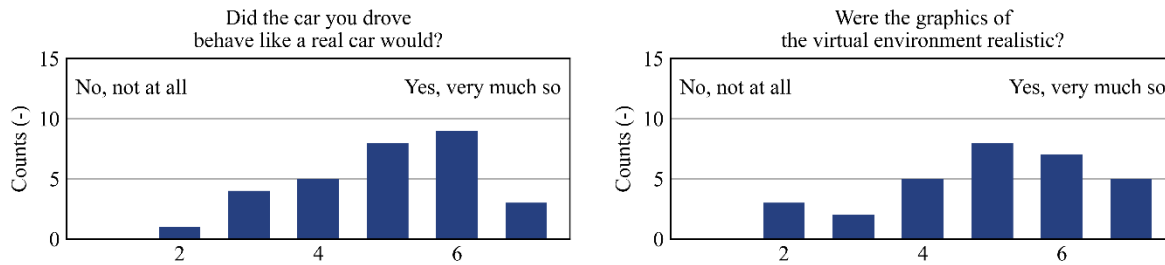 Did the car you drove
behave like a real car would?
15
No, not at all
Yes, very much so
10
Counts (-)
5
0
2
4
6
Were the graphics of
the virtual environment realistic?
15
No, not at all
Yes, very much so
10
Counts (-)
5
0
2
4
6